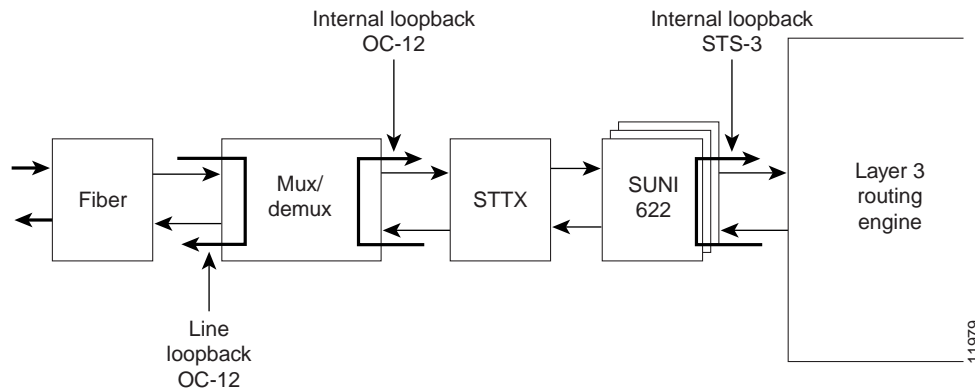 Internal loopback
OC-12
Internal loopback
STS-3
Fiber
Mux/
demux
STTX
SUNI
622
Layer 3
routing
engine
Line
loopback
OC-12
11979